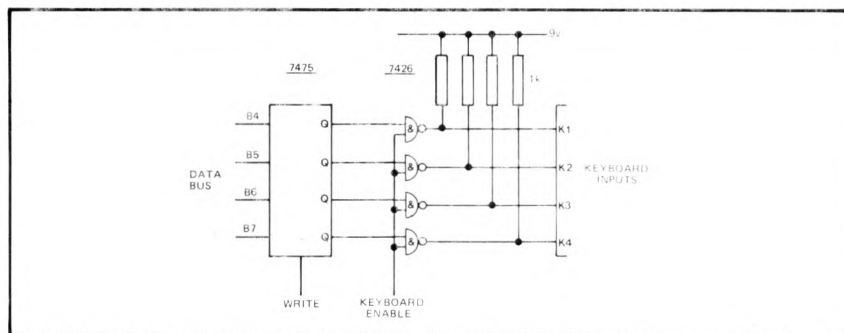 9v
7475
7426
1k
B4
Q
&
K1
B5
Q
&
K2
KEYBOARD
INPUTS
DATA
BUS
B6
Q
&
K3
B7
Q
&
K4
WRITE
KEYBOARD
ENABLE